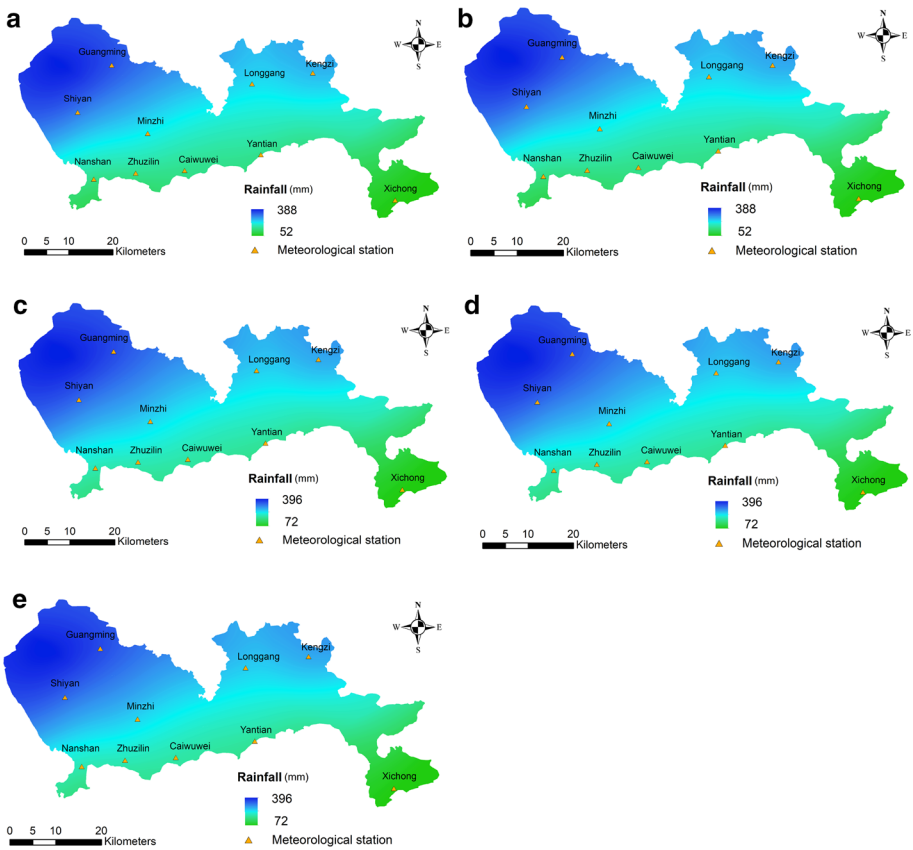 a
N
W E
S
Guangming
Longgang
Kengzi
Shiyan
Minzhi
Yantian
Nanshan
Zhuzilin
Caiwuwei
Xichong
Rainfall (mm)
388
52
0 5 10 20
Kilometers
Meteorological station
b
N
W E
S
Guangming
Longgang
Kengzi
Shiyan
Minzhi
Yantian
Nanshan
Zhuzilin
Caiwuwei
Xichong
Rainfall (mm)
388
52
0 5 10 20
Kilometers
Meteorological station
c
N
W E
S
Guangming
Longgang
Kengzi
Shiyan
Minzhi
Yantian
Nanshan
Zhuzilin
Caiwuwei
Xichong
Rainfall (mm)
396
72
0 5 10 20
Kilometers
Meteorological station
d
N
W E
S
Guangming
Longgang
Kengzi
Shiyan
Minzhi
Yantian
Nanshan
Zhuzilin
Caiwuwei
Xichong
Rainfall (mm)
396
72
0 5 10 20
Kilometers
Meteorological station
e
N
W E
S
Guangming
Longgang
Kengzi
Shiyan
Minzhi
Yantian
Nanshan
Zhuzilin
Caiwuwei
Xichong
Rainfall (mm)
396
72
0 5 10 20
Kilometers
Meteorological station